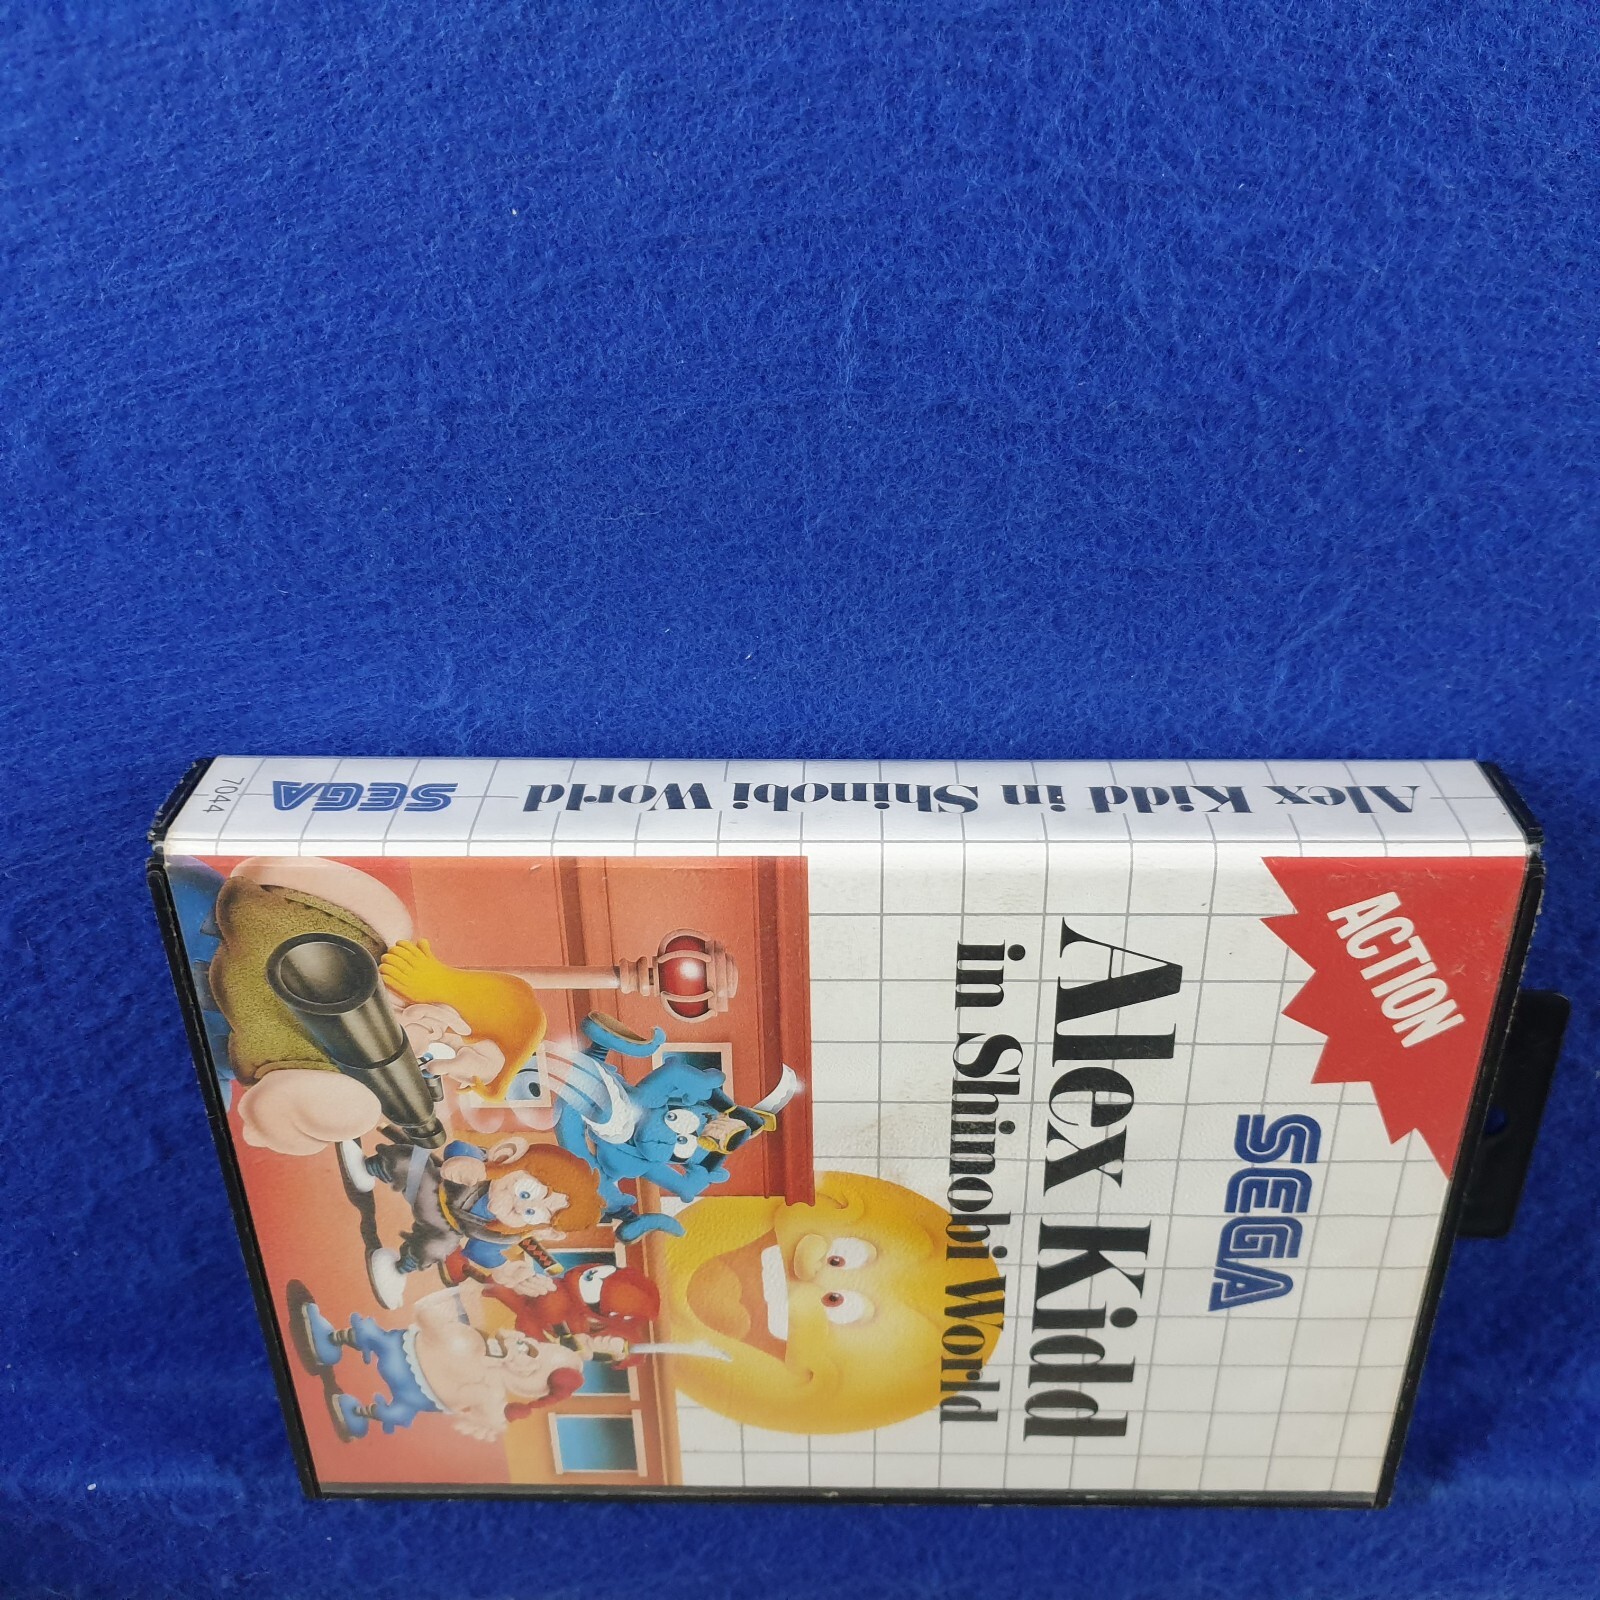 7044
SEGA
Alex Kidd in Shinobi World
ACTION
SEGA
Alex Kidd
in Shinobi World